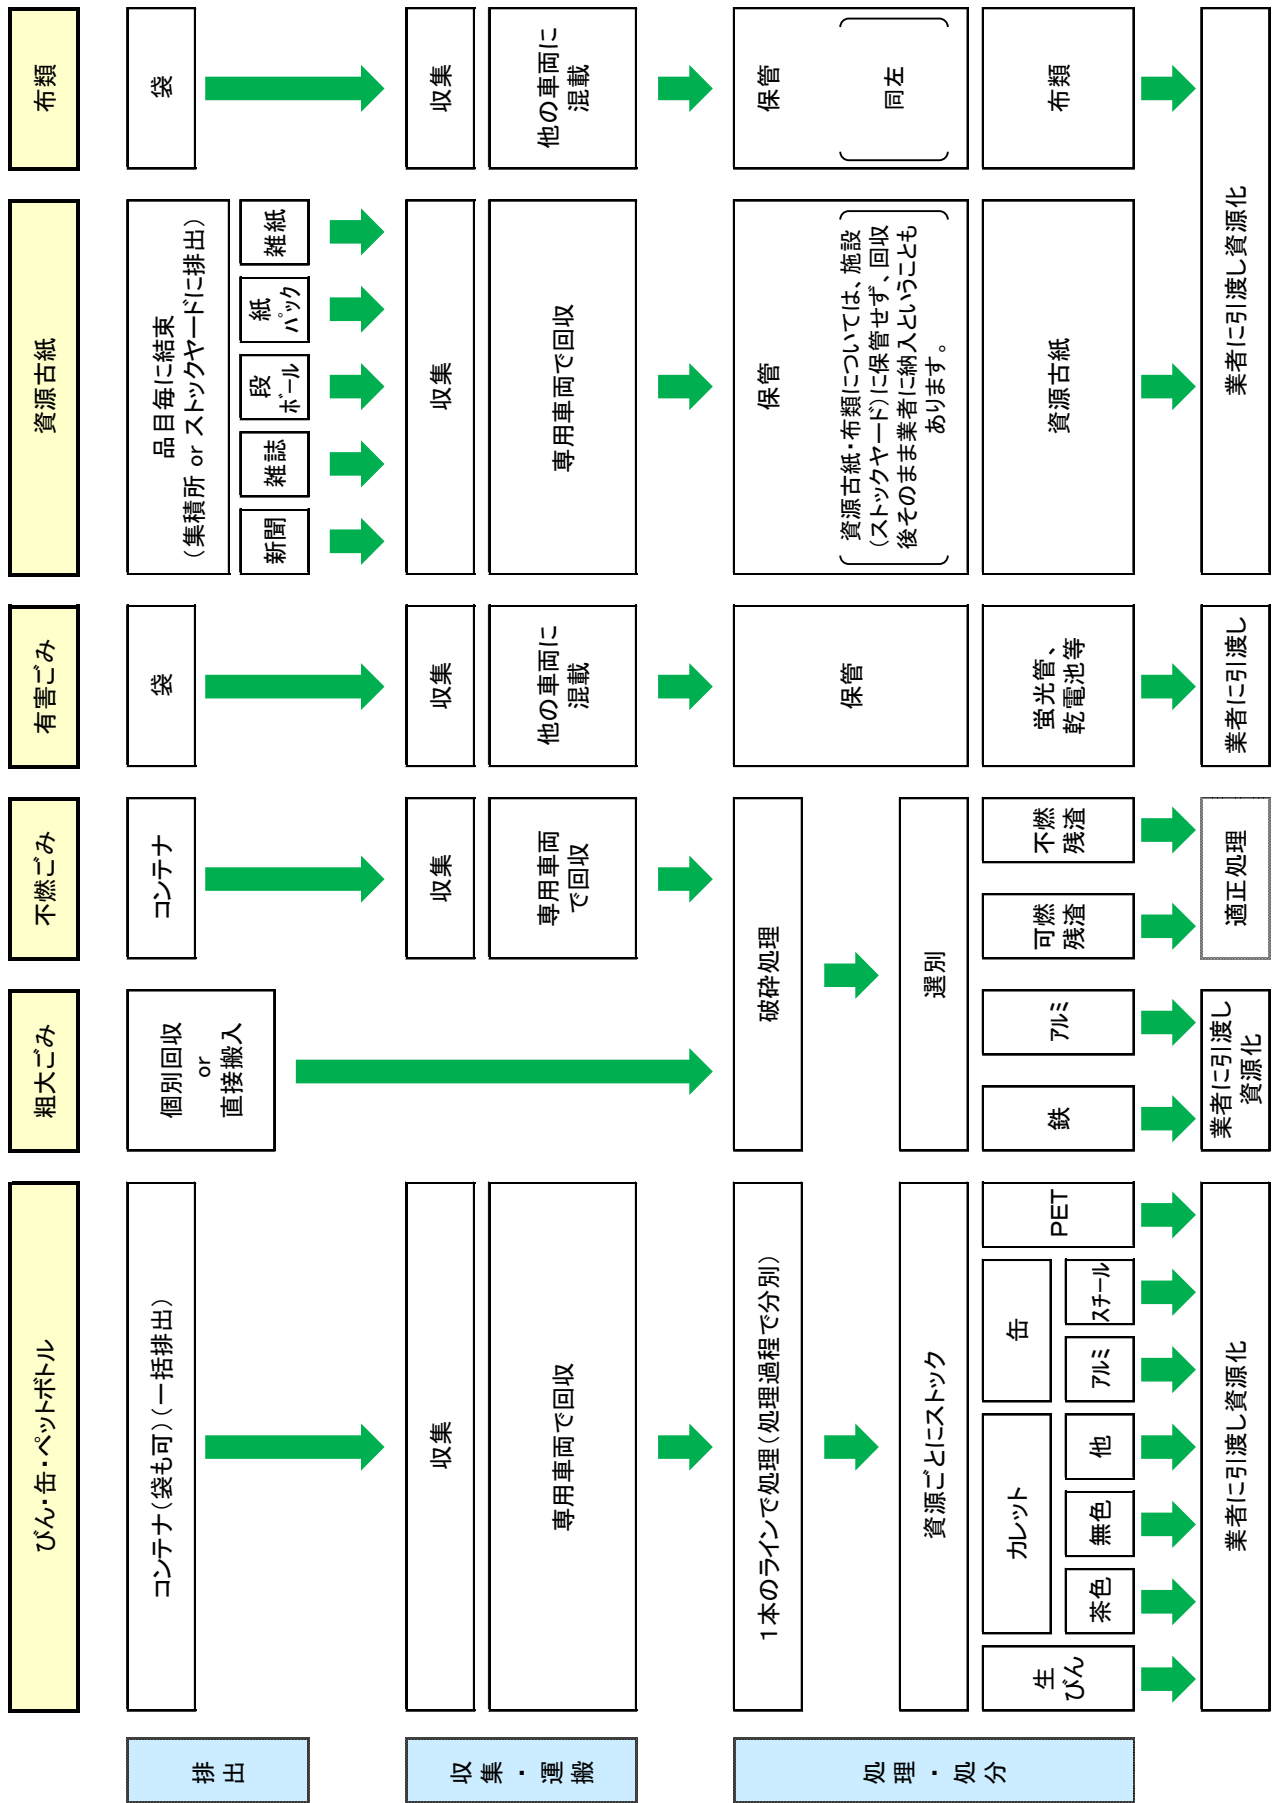 びん・缶・ペットボトル
粗大ごみ
不燃ごみ
有害ごみ
資源古紙
布類
排出
コンテナ（袋も可）（一括排出）
個別回収
or
直接搬入
コンテナ
袋
品目毎に結束
（集積所 or ストックヤードに排出）
新聞
雑誌
段
ボール
紙
パック
雑紙
袋
収集・運搬
収集
収集
収集
収集
収集
専用車両で回収
専用車両
で回収
他の車両に
混載
専用車両で回収
他の車両に
混載
処理・処分
1本のラインで処理（処理過程で分別）
破砕処理
保管
保管
資源古紙・布類については、施設
（ストックヤード）に保管せず、回収
後そのまま業者に納入ということも
あります。
保管
同左
資源ごとにストック
選別
生
びん
カレット
茶色
無色
他
缶
アルミ
スチール
PET
鉄
アルミ
可燃
残渣
不燃
残渣
蛍光管、
乾電池等
資源古紙
布類
業者に引渡し資源化
業者に引渡し
資源化
適正処理
業者に引渡し
業者に引渡し資源化